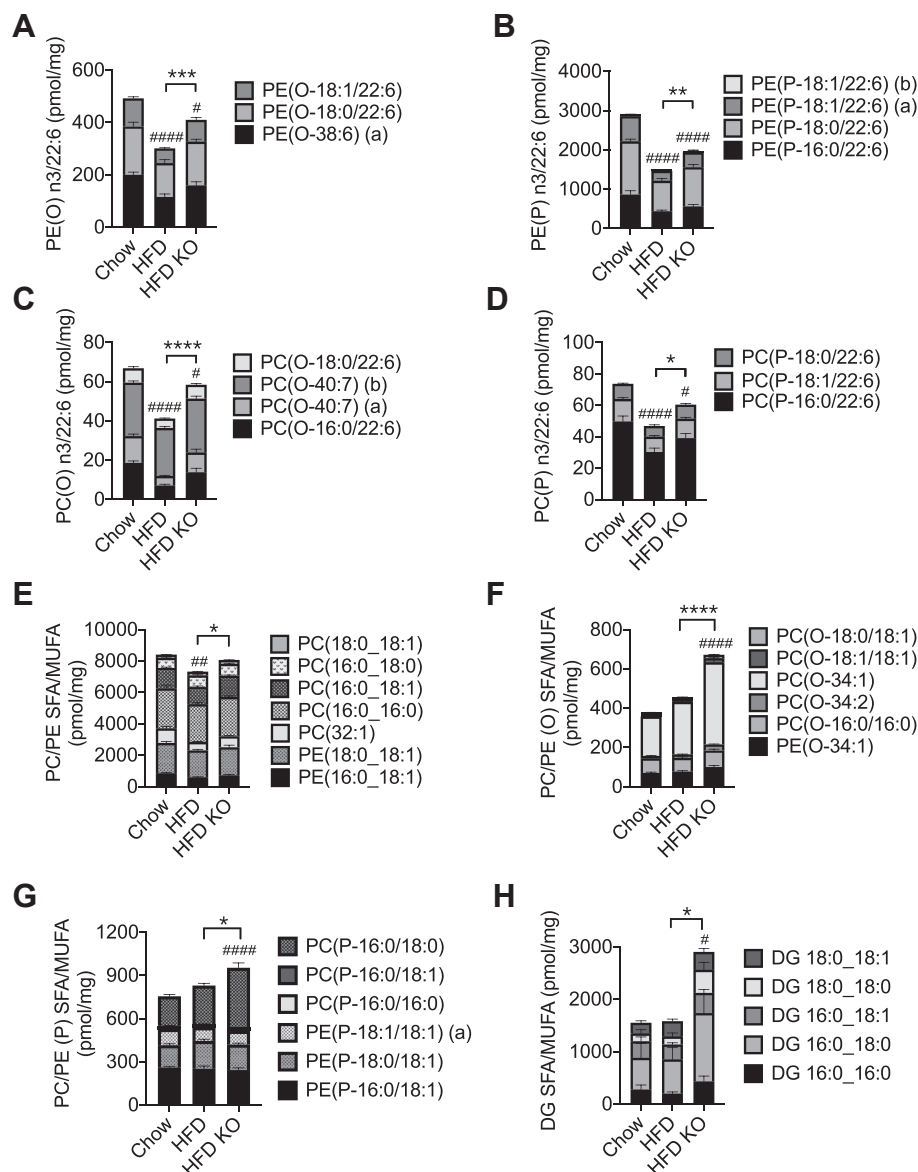 A
PE(O) n3/22:6 (pmol/mg)
600
400
200
0
***
#
####
Chow
HFD
HFD KO
PE(O-18:1/22:6)
PE(O-18:0/22:6)
PE(O-38:6) (a)
B
PE(P) n3/22:6 (pmol/mg)
4000
3000
2000
1000
0
**
####
####
Chow
HFD
HFD KO
PE(P-18:1/22:6) (b)
PE(P-18:1/22:6) (a)
PE(P-18:0/22:6)
PE(P-16:0/22:6)
C
PC(O) n3/22:6 (pmol/mg)
80
60
40
20
0
****
#
####
Chow
HFD
HFD KO
PC(O-18:0/22:6)
PC(O-40:7) (b)
PC(O-40:7) (a)
PC(O-16:0/22:6)
D
PC(P) n3/22:6 (pmol/mg)
100
80
60
40
20
0
*
#
####
Chow
HFD
HFD KO
PC(P-18:0/22:6)
PC(P-18:1/22:6)
PC(P-16:0/22:6)
E
PC/PE SFA/MUFA
(pmol/mg)
10000
8000
6000
4000
2000
0
*
##
Chow
HFD
HFD KO
PC(18:0_18:1)
PC(16:0_18:0)
PC(16:0_18:1)
PC(16:0_16:0)
PC(32:1)
PE(18:0_18:1)
PE(16:0_18:1)
F
PC/PE (O) SFA/MUFA
(pmol/mg)
800
600
400
200
0
****
####
Chow
HFD
HFD KO
PC(O-18:0/18:1)
PC(O-18:1/18:1)
PC(O-34:1)
PC(O-34:2)
PC(O-16:0/16:0)
PE(O-34:1)
G
PC/PE (P) SFA/MUFA
(pmol/mg)
1200
900
600
300
0
*
####
Chow
HFD
HFD KO
PC(P-16:0/18:0)
PC(P-16:0/18:1)
PC(P-16:0/16:0)
PE(P-18:1/18:1) (a)
PE(P-18:0/18:1)
PE(P-16:0/18:1)
H
DG SFA/MUFA (pmol/mg)
3000
2000
1000
0
*
#
Chow
HFD
HFD KO
DG 18:0_18:1
DG 18:0_18:0
DG 16:0_18:1
DG 16:0_18:0
DG 16:0_16:0